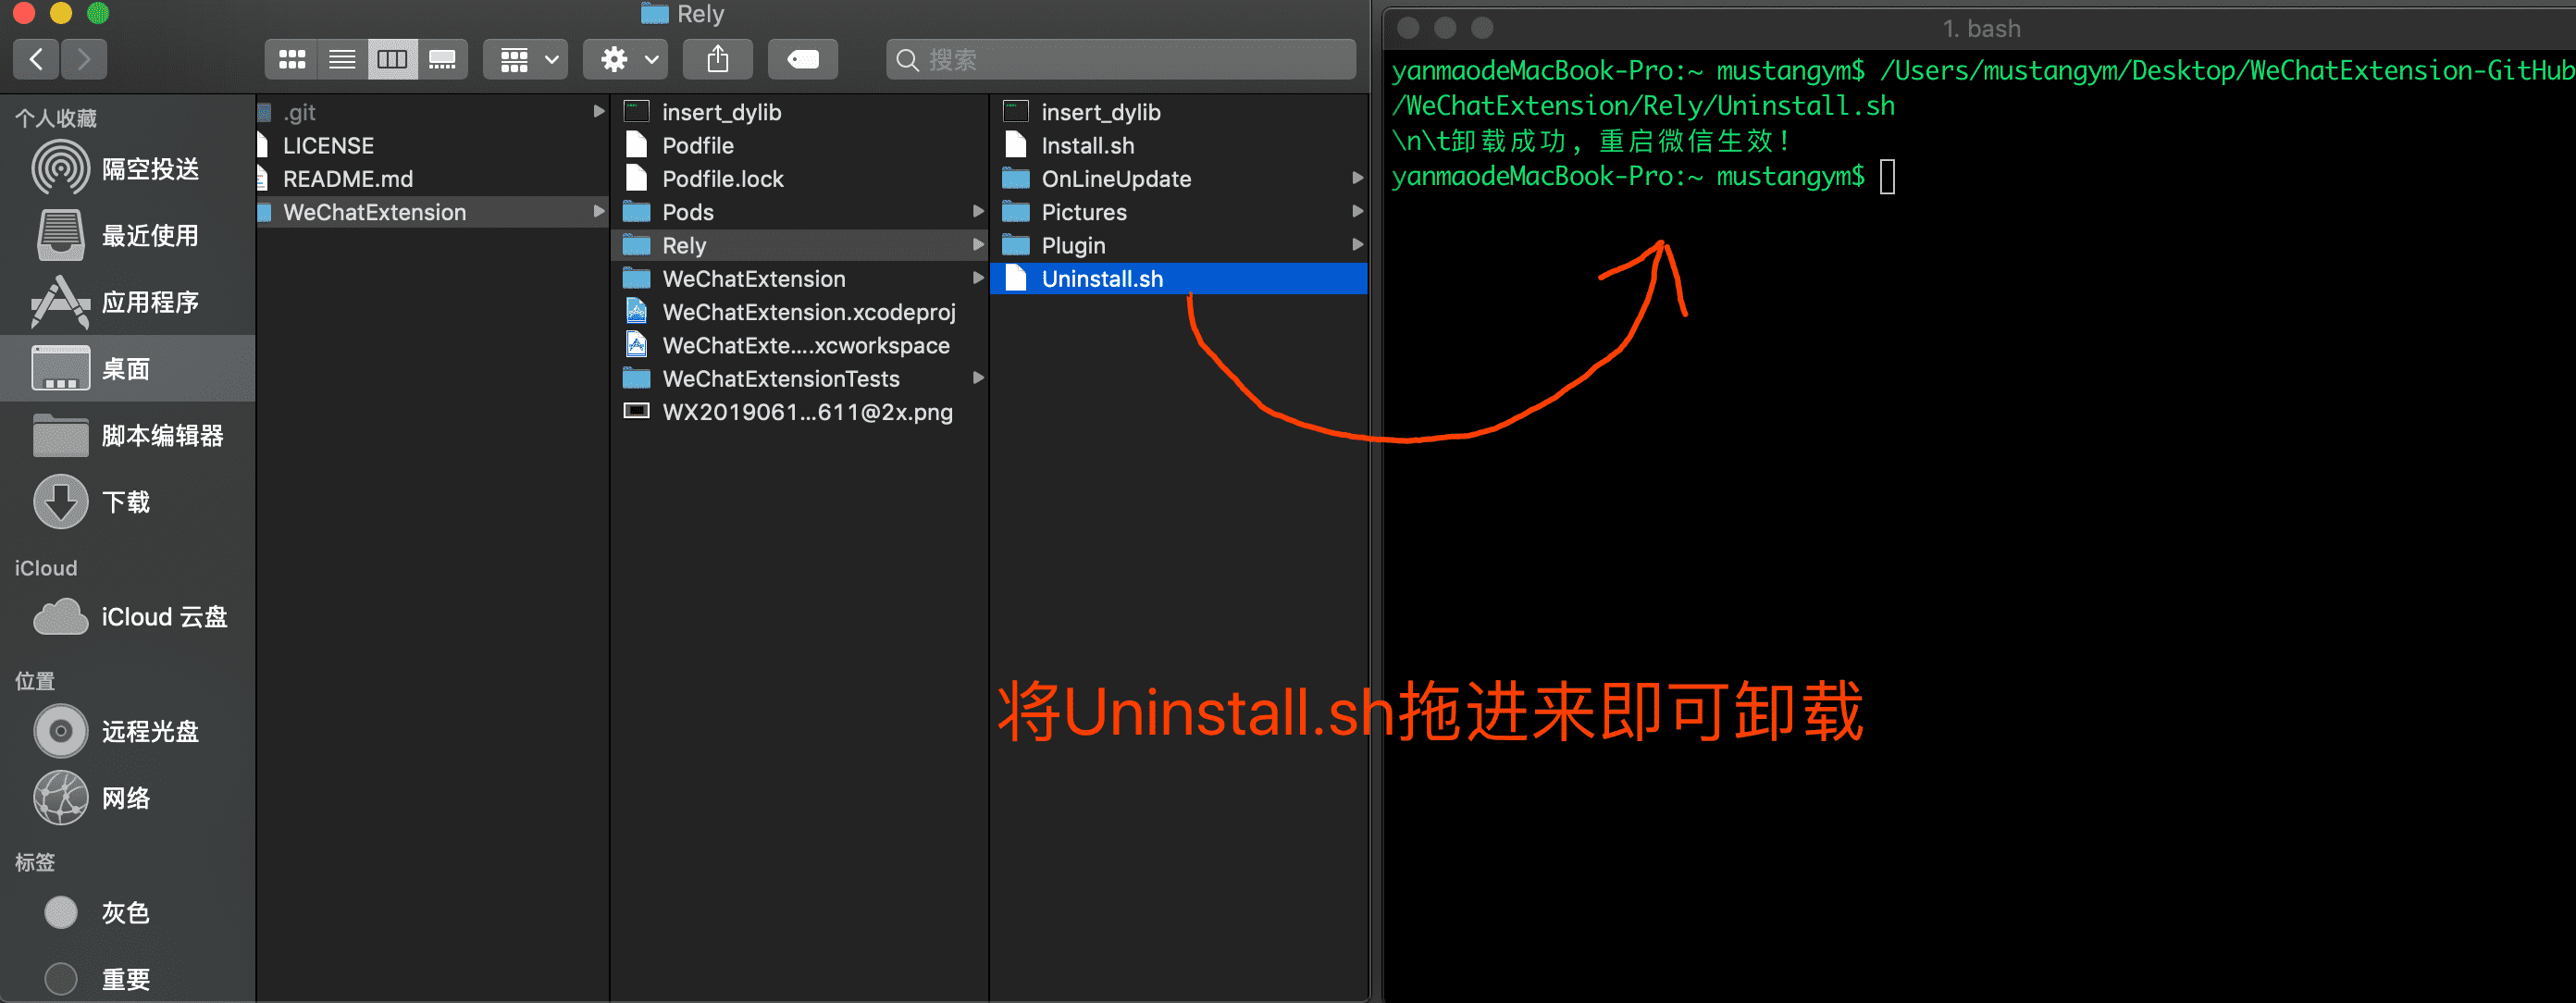 Rely
搜索
个人收藏
隔空投送
最近使用
应用程序
桌面
脚本编辑器
下载
iCloud
iCloud 云盘
位置
远程光盘
网络
标签
灰色
重要
.git
LICENSE
README.md
WeChatExtension
insert_dylib
Podfile
Podfile.lock
Pods
Rely
WeChatExtension
WeChatExtension.xcodeproj
WeChatExte....xcworkspace
WeChatExtensionTests
WX2019061...611@2x.png
insert_dylib
Install.sh
OnLineUpdate
Pictures
Plugin
Uninstall.sh
1. bash
yanmaodeMacBook-Pro:~ mustangym$ /Users/mustangym/Desktop/WeChatExtension-GitHub
/WeChatExtension/Rely/Uninstall.sh
\n\t卸载成功，重启微信生效！
yanmaodeMacBook-Pro:~ mustangym$
将Uninstall.sh拖进来即可卸载